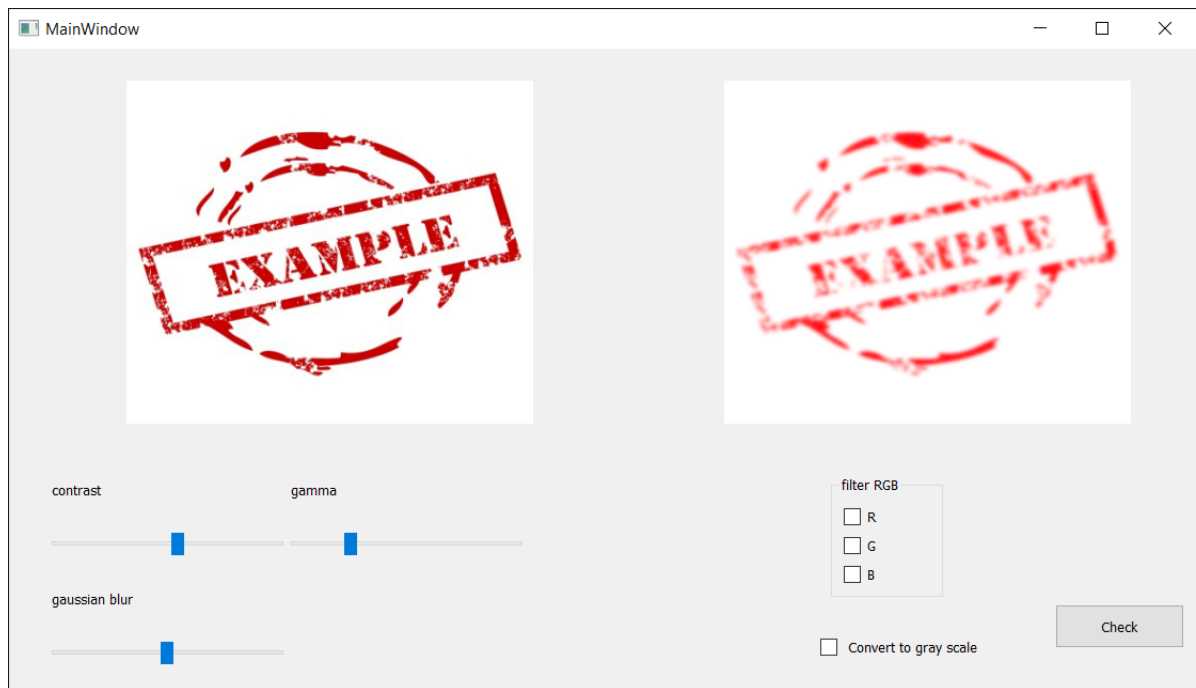 MainWindow
EXAMPLE
EXAMPLE
contrast
gamma
filter RGB
R
G
B
gaussian blur
Check
Convert to gray scale